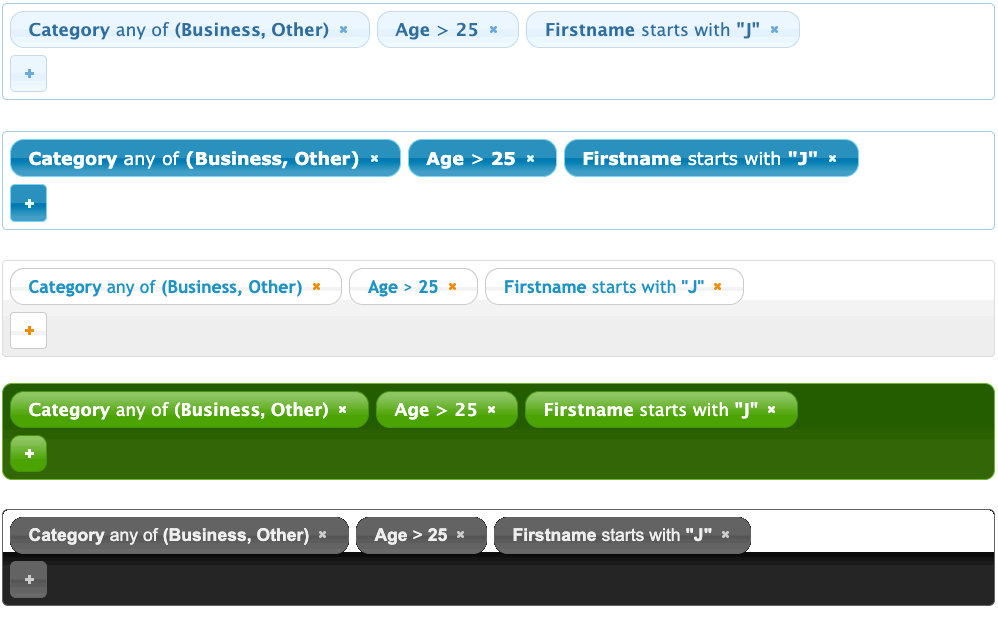 Category any of (Business, Other) × Age > 25 × Firstname starts with "J" ×
+
Category any of (Business, Other) × Age > 25 × Firstname starts with "J" ×
+
Category any of (Business, Other) × Age > 25 × Firstname starts with "J" ×
+
Category any of (Business, Other) × Age > 25 × Firstname starts with "J" ×
+
Category any of (Business, Other) × Age > 25 × Firstname starts with "J" ×
+